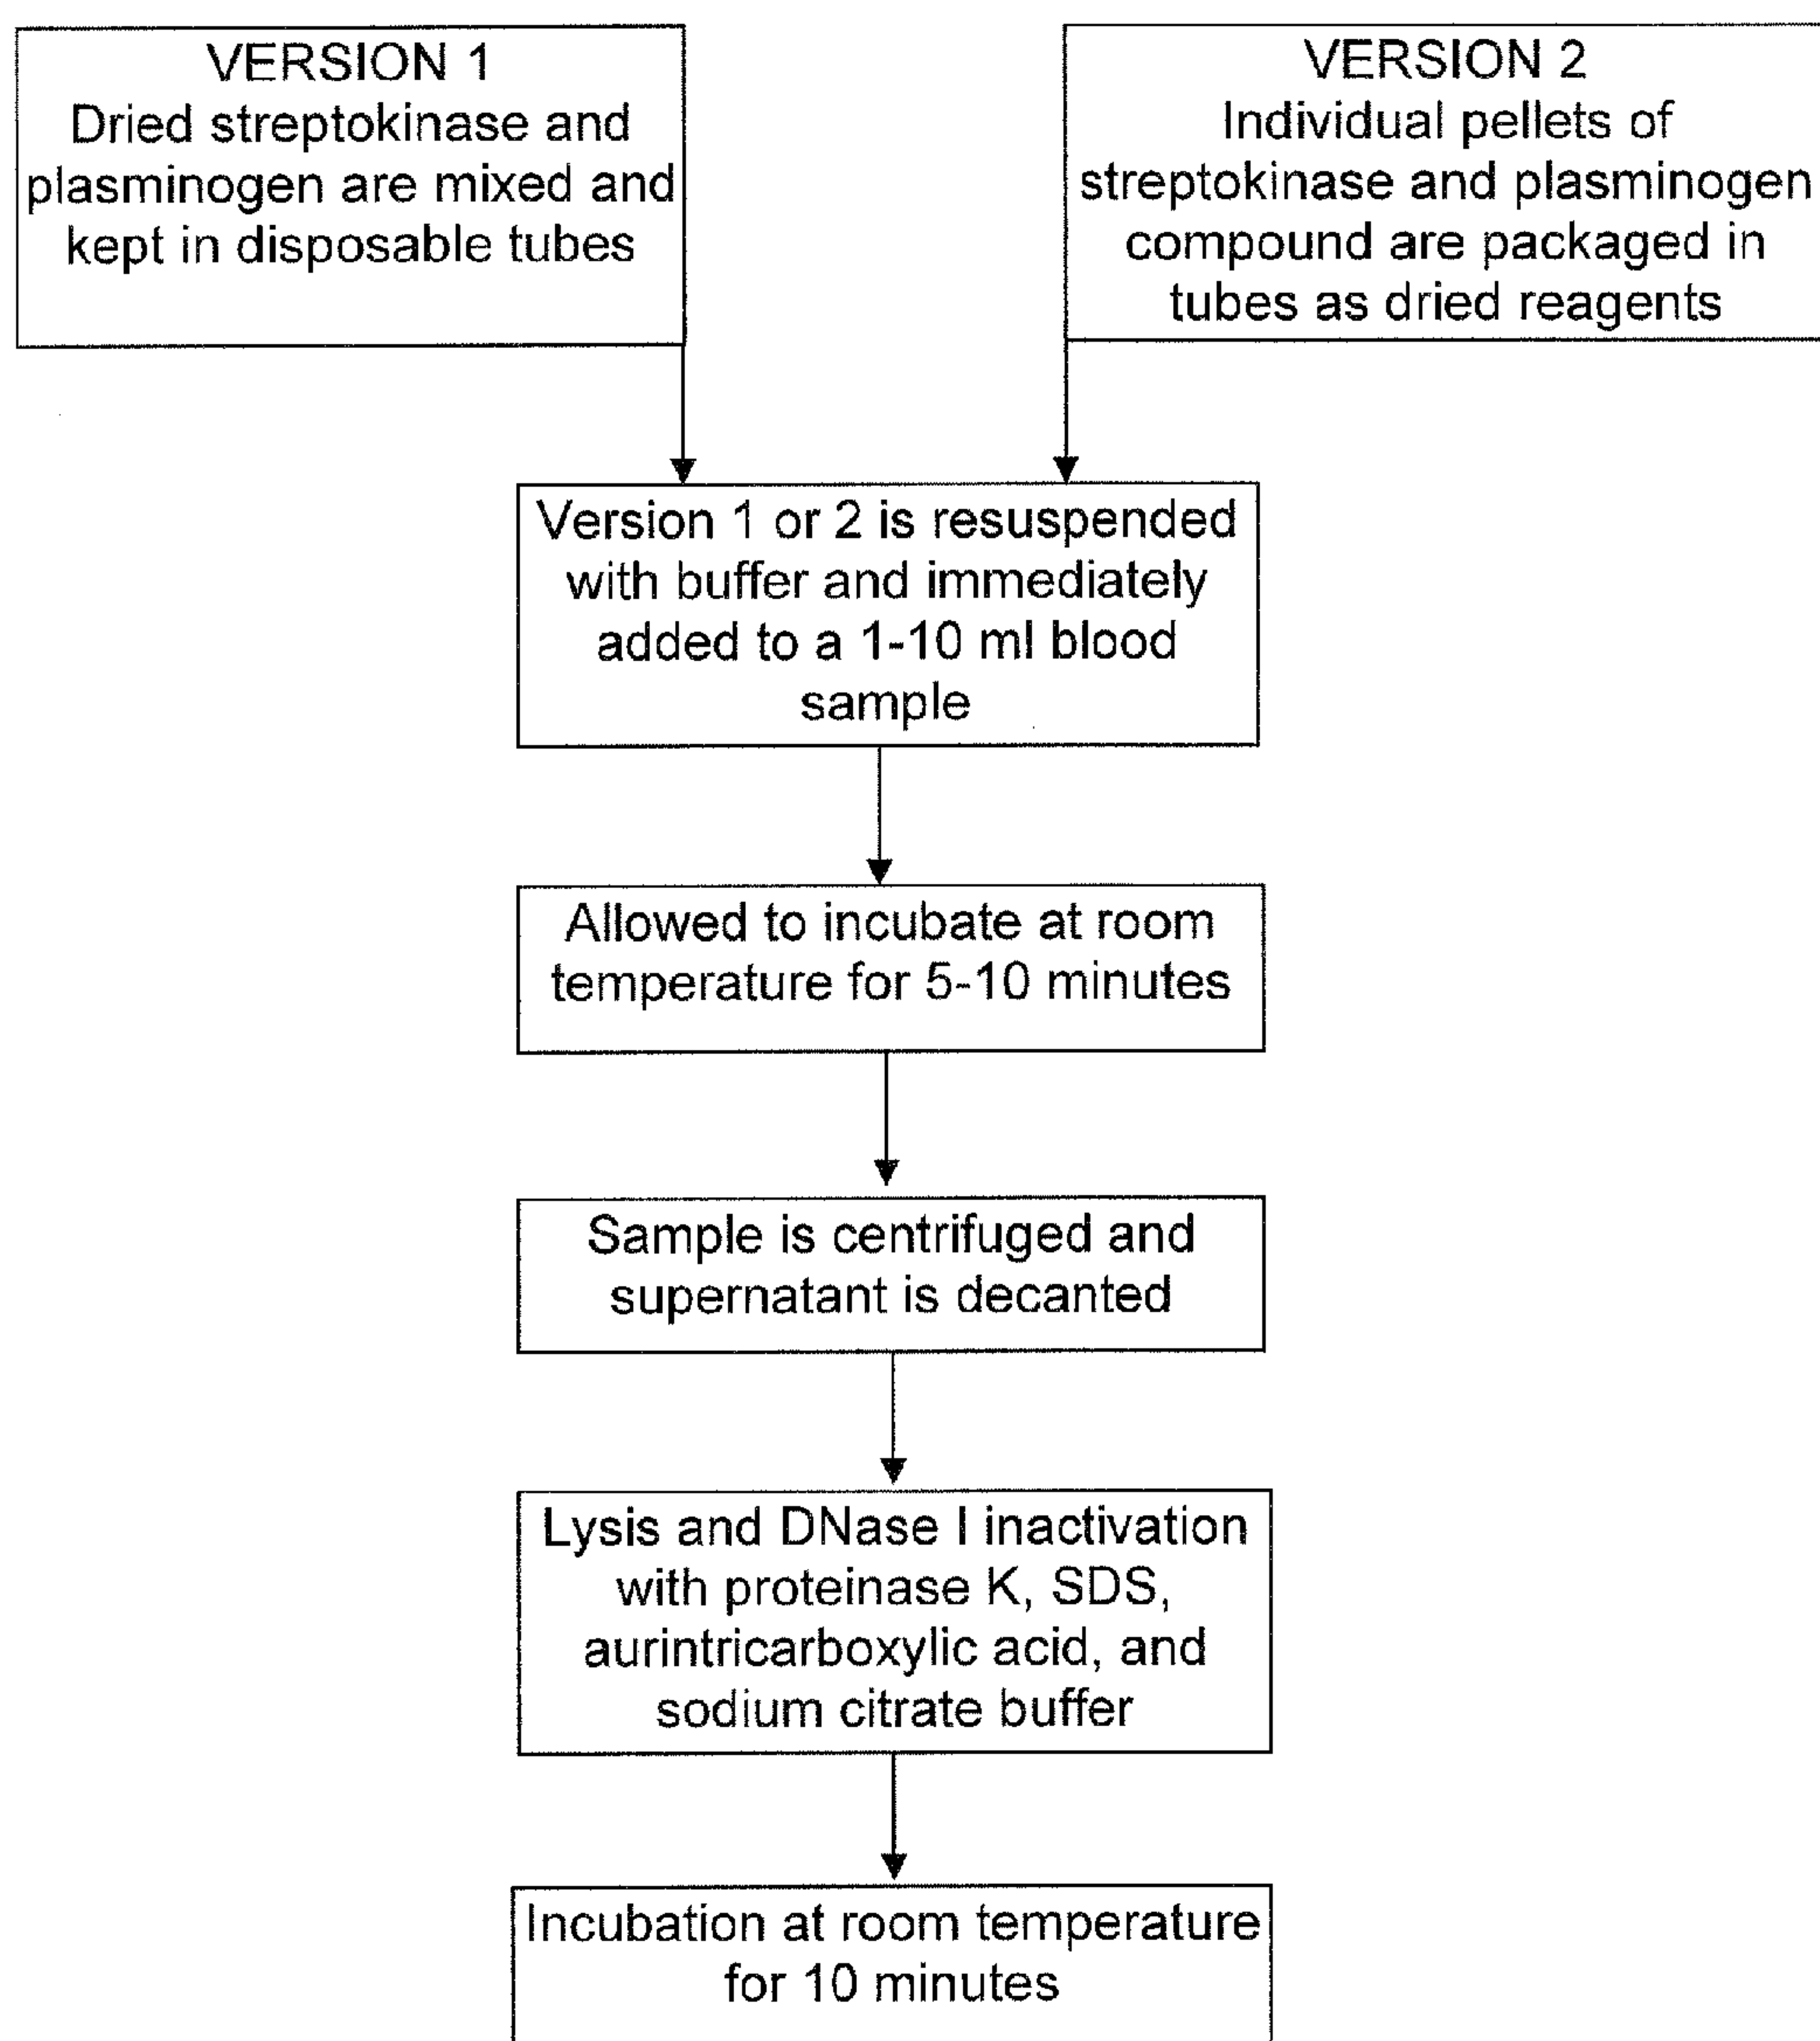 VERSION 1
Dried streptokinase and
plasminogen are mixed and
kept in disposable tubes
VERSION 2
Individual pellets of
streptokinase and plasminogen
compound are packaged in
tubes as dried reagents
Version 1 or 2 is resuspended
with buffer and immediately
added to a 1-10 ml blood
sample
Allowed to incubate at room
temperature for 5-10 minutes
Sample is centrifuged and
supernatant is decanted
Lysis and DNase I inactivation
with proteinase K, SDS,
aurintricarboxylic acid, and
sodium citrate buffer
Incubation at room temperature
for 10 minutes